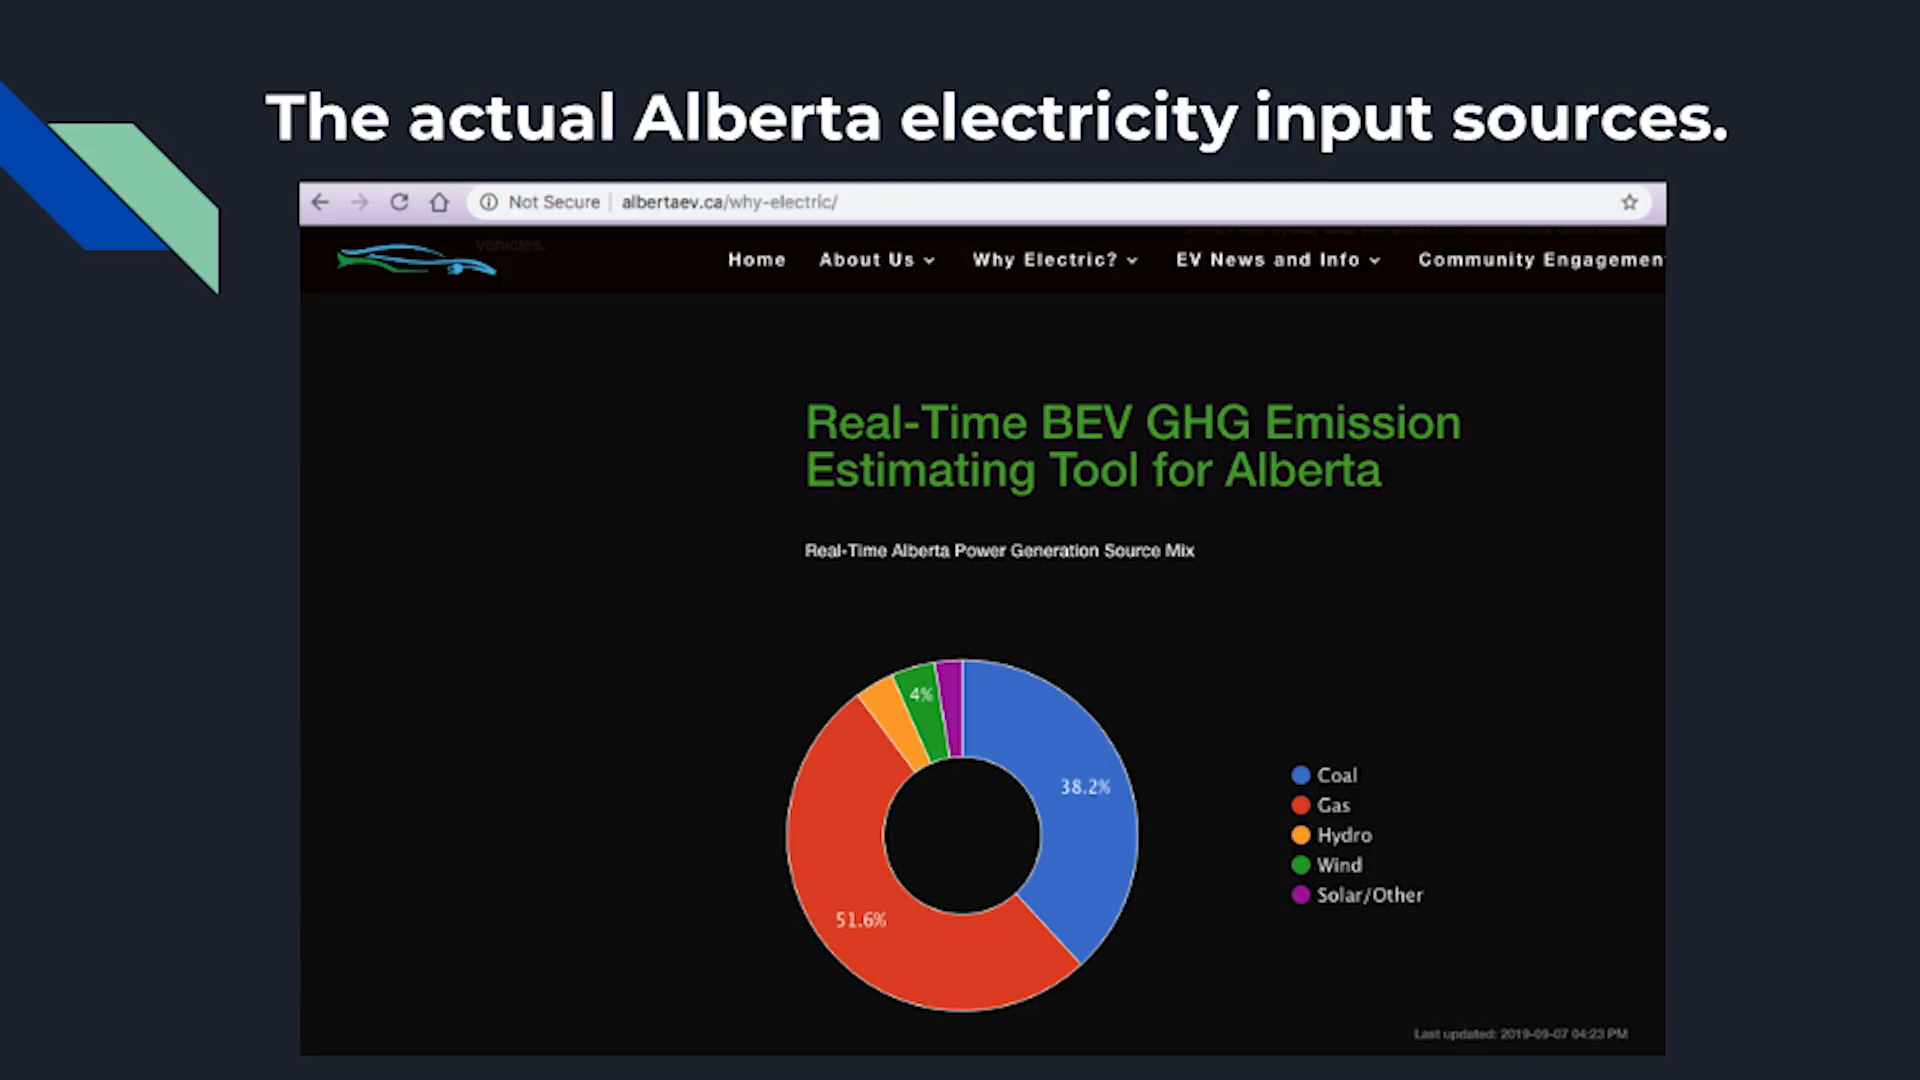 The actual Alberta electricity input sources.
Not Secure | albertaev.ca/why-electric/
vehicles.
Home About Us Why Electric? EV News and Info Community Engagemen
Real-Time BEV GHG Emission
Estimating Tool for Alberta
Real-Time Alberta Power Generation Source Mix
4%
38.2%
51.6%
Coal
Gas
Hydro
Wind
Solar/Other
Last updated: 2019-09-07 04:23 PM